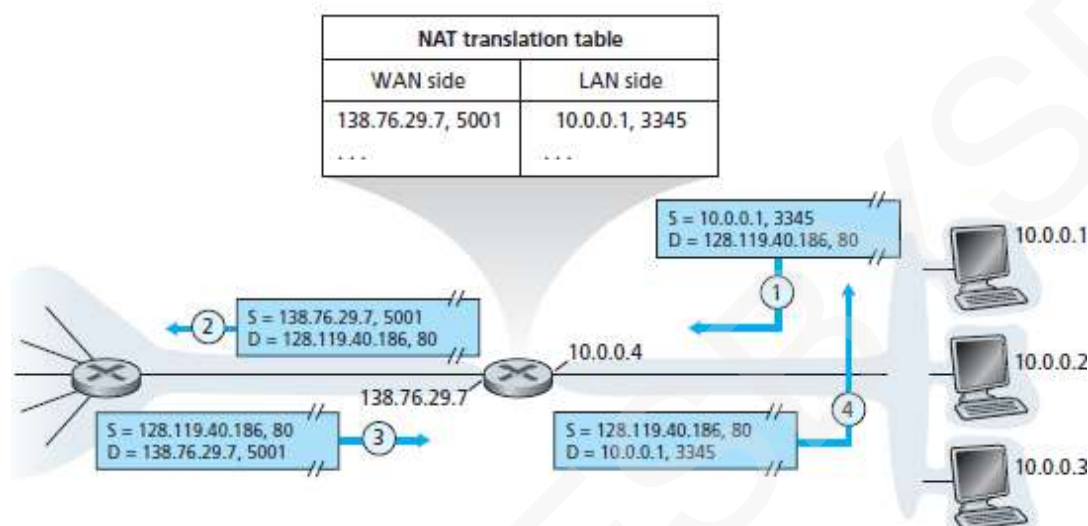 NAT translation table
WAN side
LAN side
138.76.29.7, 5001
10.0.0.1, 3345
. . .
. . .
S = 10.0.0.1, 3345
D = 128.119.40.186, 80
1
10.0.0.1
2
S = 138.76.29.7, 5001
D = 128.119.40.186, 80
10.0.0.4
10.0.0.2
138.76.29.7
S = 128.119.40.186, 80
D = 138.76.29.7, 5001
3
S = 128.119.40.186, 80
D = 10.0.0.1, 3345
4
10.0.0.3